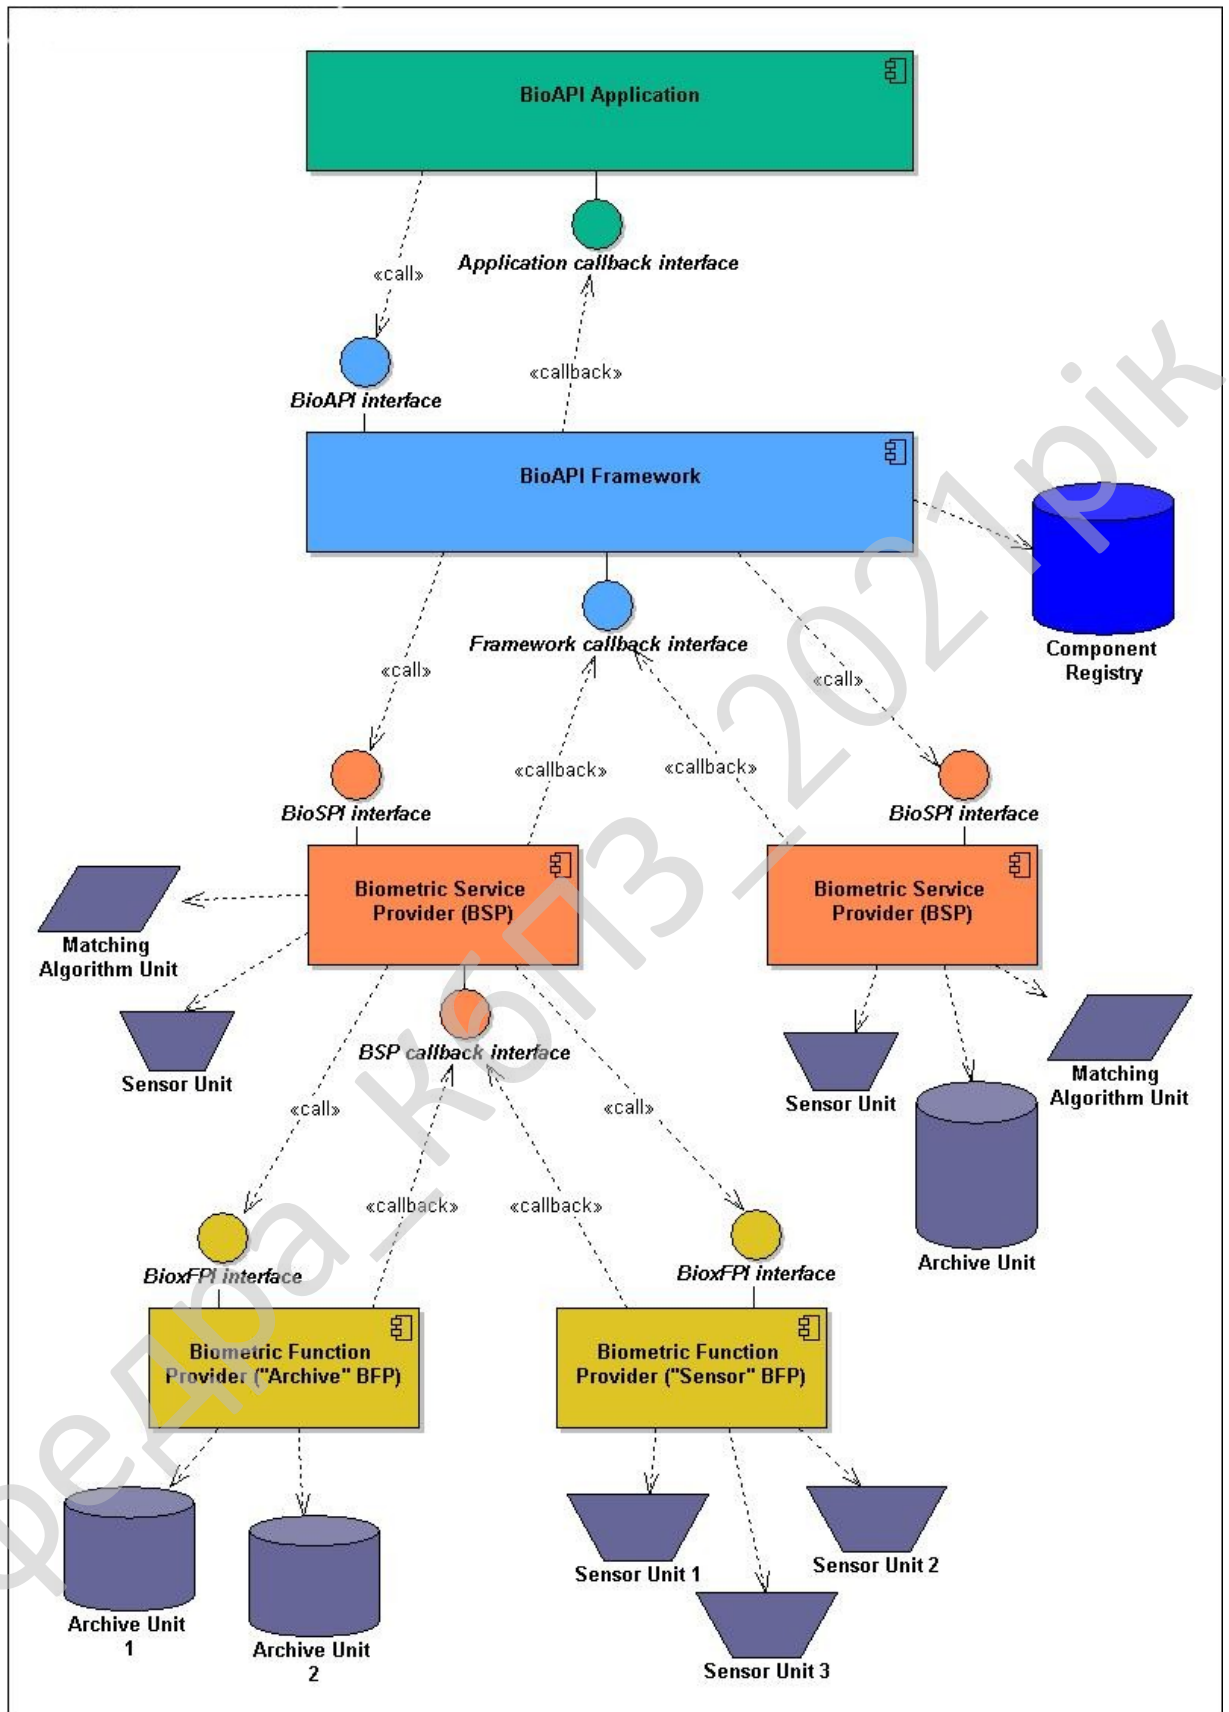 BioAPI Application
Application callback interface
«call»
«callback»
BioAPI interface
BioAPI Framework
Component
Registry
Framework callback interface
«call»
«call»
«callback»
«callback»
BioSPI interface
BioSPI interface
Biometric Service
Provider (BSP)
Biometric Service
Provider (BSP)
Matching
Algorithm Unit
Sensor Unit
BSP callback interface
Sensor Unit
Matching
Algorithm Unit
Archive Unit
«call»
«call»
«callback»
«callback»
BioxFPI interface
BioxFPI interface
Biometric Function
Provider ("Archive" BFP)
Biometric Function
Provider ("Sensor" BFP)
Archive Unit
1
Archive Unit
2
Sensor Unit 1
Sensor Unit 2
Sensor Unit 3
федра_КбПЗ_2021рік